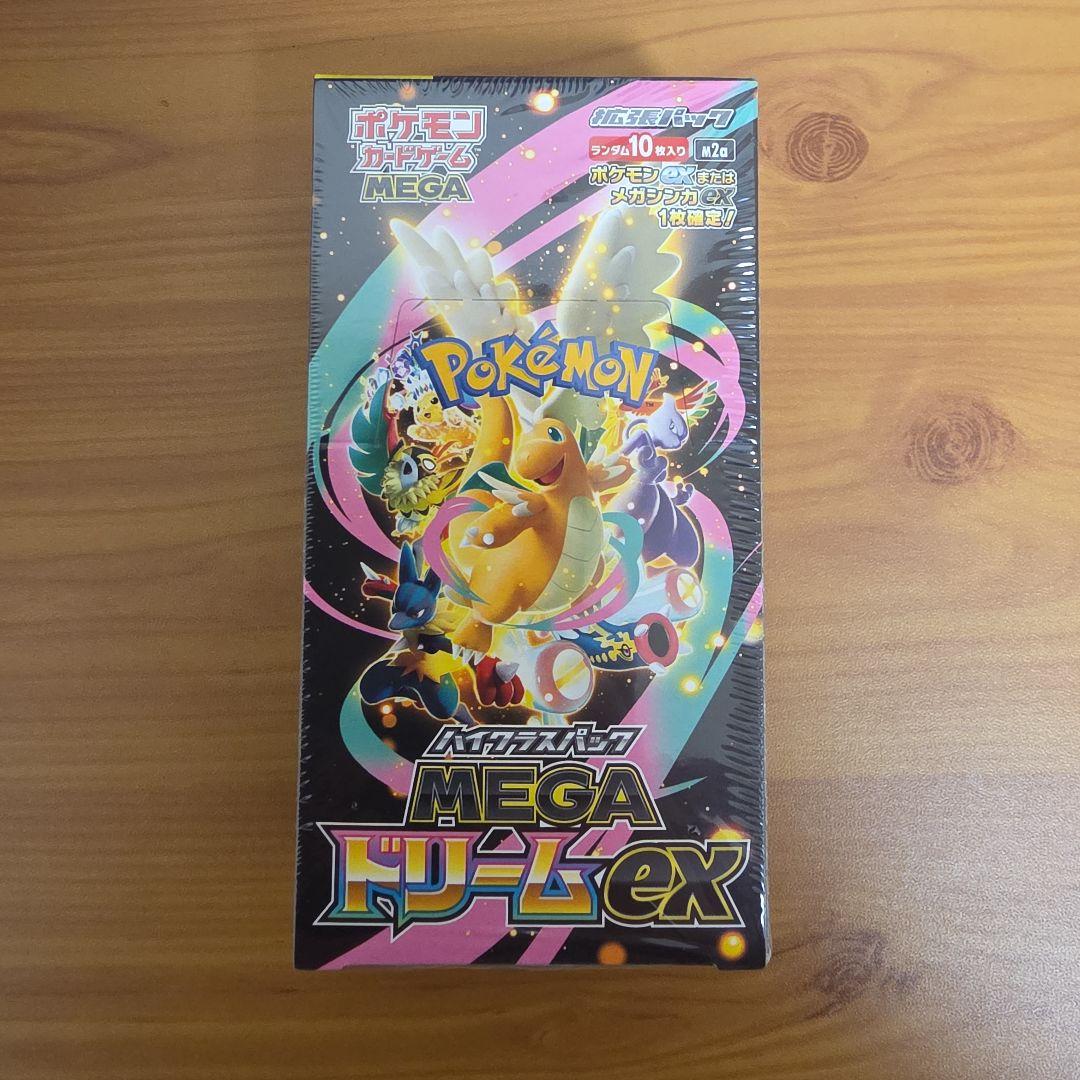 ポケモン
カードゲーム
MEGA
拡張パック
ランダム10枚入り M2a
ポケモンexまたは
メガシンカex
1枚確定!
POKÉMON
TM
ハイクラスパック
MEGA
ドリームex